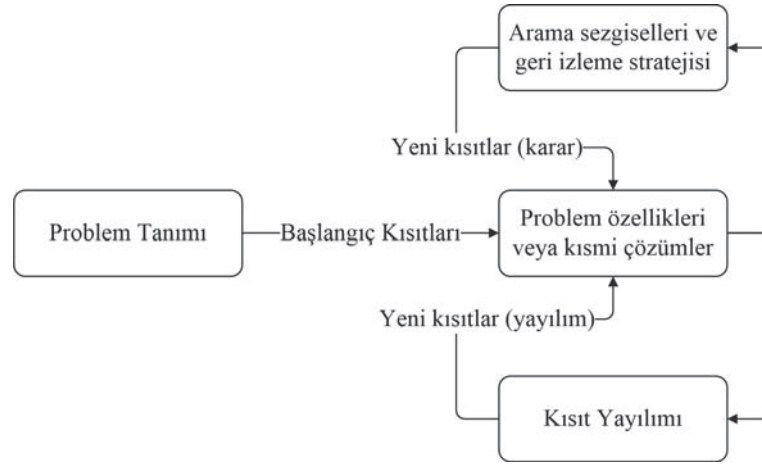 Arama sezgiselleri ve
geri izleme stratejisi
Yeni kısıtlar (karar)
Problem Tanımı
Başlangıç Kısıtları
Problem özellikleri
veya kısmi çözümler
Yeni kısıtlar (yayılım)
Kısıt Yayılımı